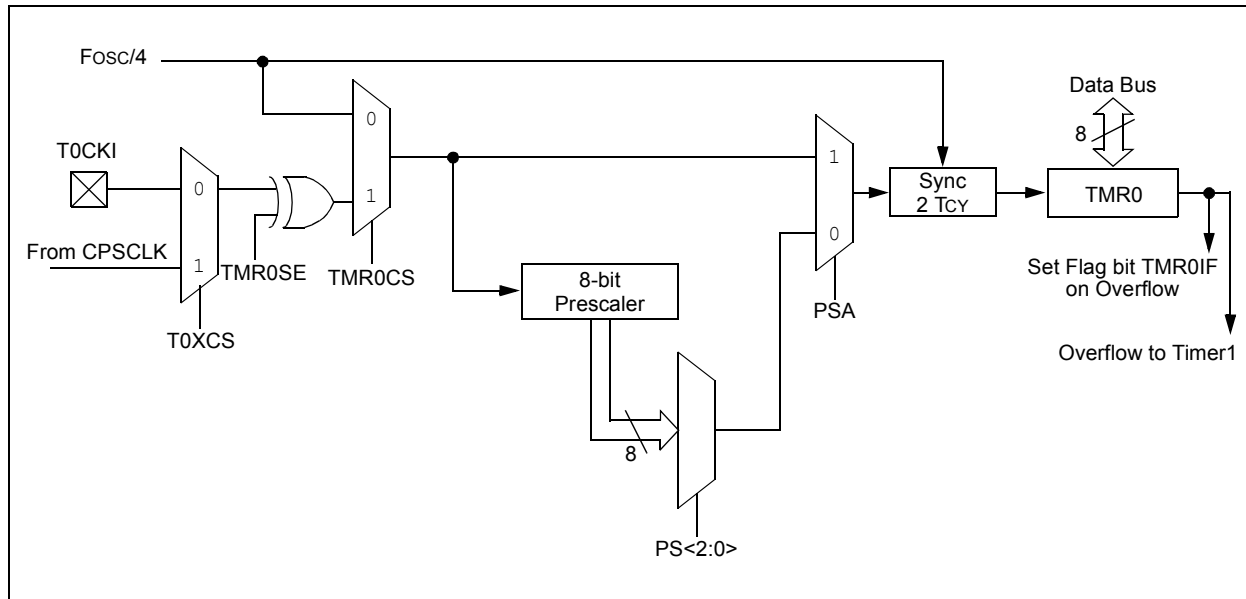 FOSC/4
Data Bus
8
T0CKI
0
0
1
1
0
1
Sync
2 TCY
TMR0
From CPSCLK
1
TMR0SE
TMR0CS
8-bit
Prescaler
PSA
Set Flag bit TMR0IF
on Overflow
T0XCS
Overflow to Timer1
8
PS<2:0>